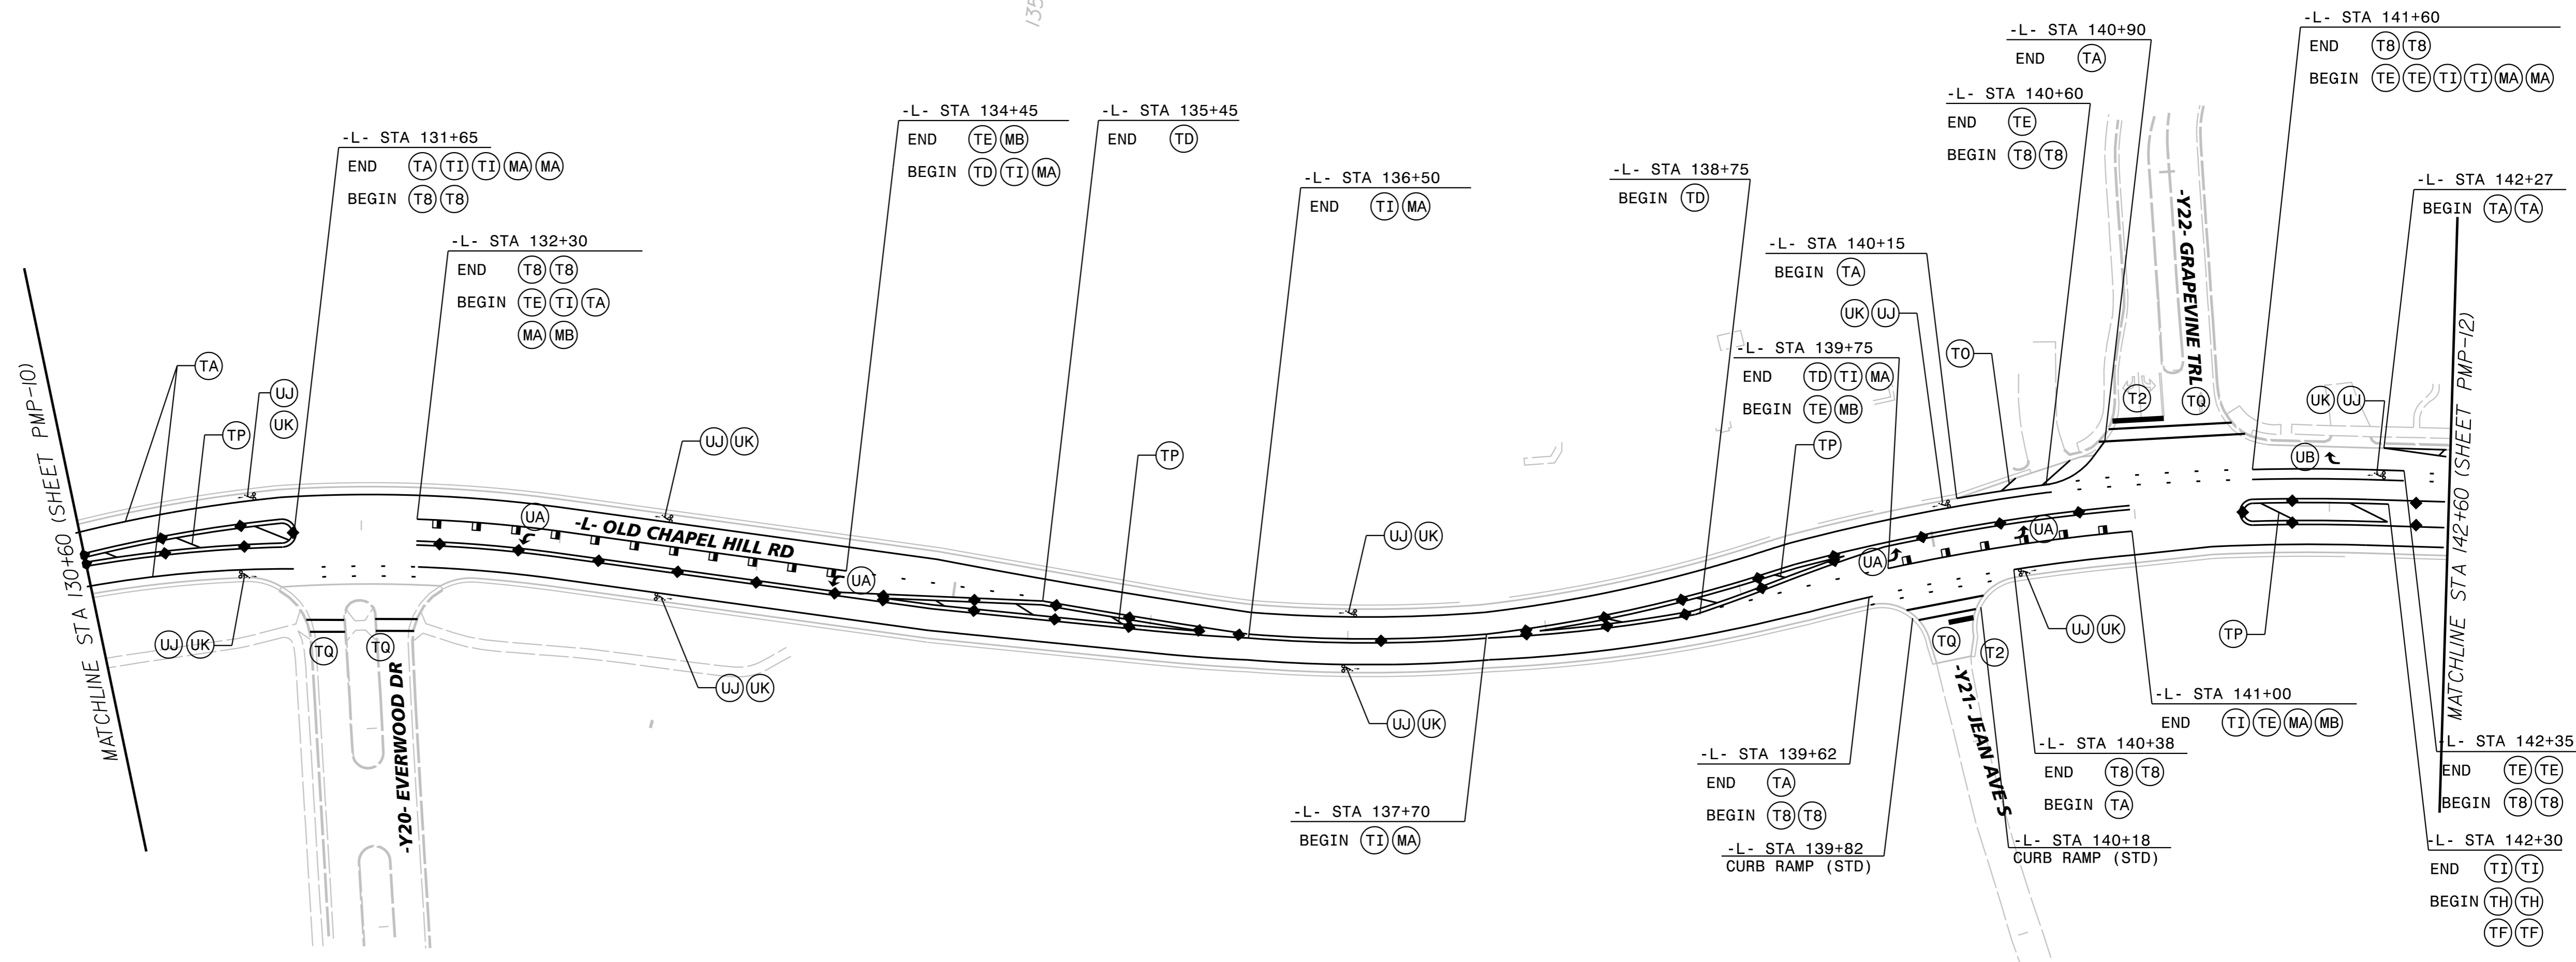 135
-L- STA 141+60
END T8 T8
BEGIN TE TE TI TI MA MA
-L- STA 140+90
END TA
-L- STA 140+60
END TE
BEGIN T8 T8
-L- STA 134+45
END TE MB
BEGIN TD TI MA
-L- STA 135+45
END TD
-L- STA 131+65
END TA TI TI MA MA
BEGIN T8 T8
-L- STA 136+50
END TI MA
-L- STA 138+75
BEGIN TD
-L- STA 142+27
BEGIN TA TA
-L- STA 132+30
END T8 T8
BEGIN TE TI TA
MA MB
-L- STA 140+15
BEGIN TA
UK UJ
-L- STA 139+75
END TD TI MA
BEGIN TE MB
TO
-Y22- GRAPEVINE TRL
T2
TQ
UK UJ
UB
TA
UJ
UK
TP
UJ UK
TP
TP
MATCHLINE STA 130+60 (SHEET PMP-10)
UA
-L- OLD CHAPEL HILL RD
UA
UJ UK
UA
UA
MATCHLINE STA 142+60 (SHEET PMP-12)
UJ UK
TQ
TQ
-Y20- EVERWOOD DR
UJ UK
UJ UK
TQ
T2
-Y21- JEAN AVE S
UJ UK
TP
-L- STA 141+00
END TI TE MA MB
-L- STA 139+62
END TA
BEGIN T8 T8
-L- STA 140+38
END T8 T8
BEGIN TA
-L- STA 142+35
END TE TE
BEGIN T8 T8
-L- STA 137+70
BEGIN TI MA
-L- STA 139+82
CURB RAMP (STD)
-L- STA 140+18
CURB RAMP (STD)
-L- STA 142+30
END TI TI
BEGIN TH TH
TF TF